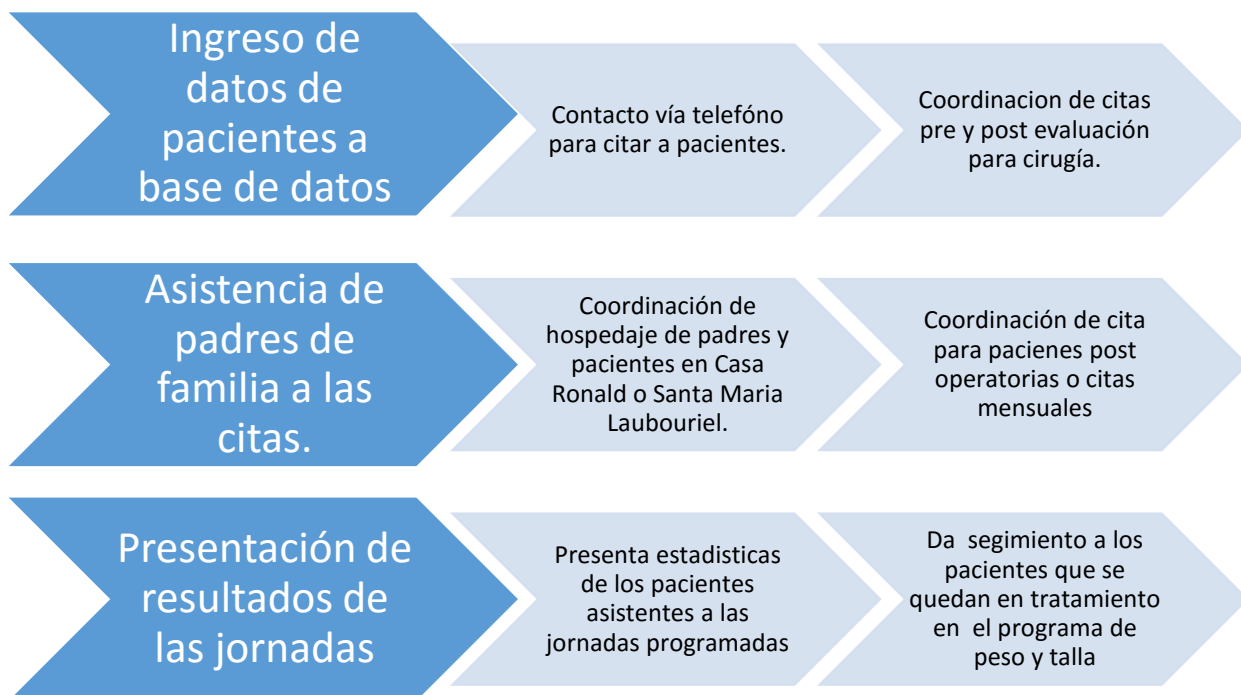 Ingreso de
datos de
pacientes a
base de datos
Contacto vía telefóno
para citar a pacientes.
Coordinacion de citas
pre y post evaluación
para cirugía.
Asistencia de
padres de
familia a las
citas.
Coordinación de
hospedaje de padres y
pacientes en Casa
Ronald o Santa Maria
Laubouriel.
Coordinación de cita
para pacienes post
operatorias o citas
mensuales
Presentación de
resultados de
las jornadas
Presenta estadisticas
de los pacientes
asistentes a las
jornadas programadas
Da  segimiento a los
pacientes que se
quedan en tratamiento
en  el programa de
peso y talla